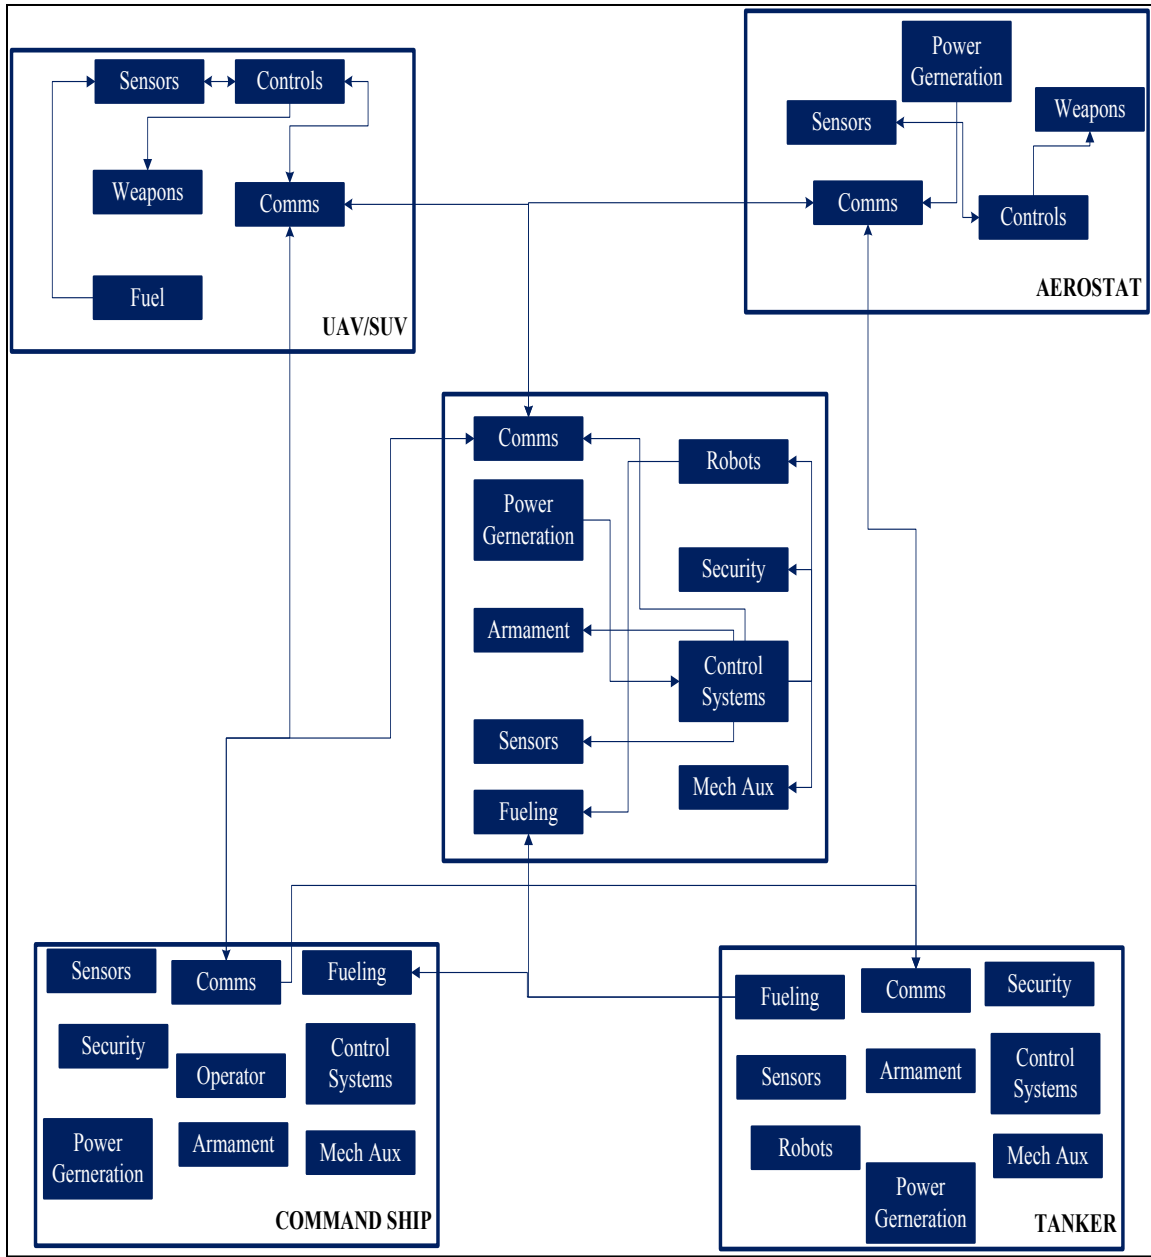 Sensors
Controls
Weapons
Comms
Fuel
UAV/SUV
Power
Gerneration
Weapons
Sensors
Comms
Controls
AEROSTAT
Comms
Robots
Power
Gerneration
Security
Armament
Control
Systems
Sensors
Mech Aux
Fueling
Sensors
Comms
Fueling
Security
Operator
Control
Systems
Power
Gerneration
Armament
Mech Aux
COMMAND SHIP
Fueling
Comms
Security
Sensors
Armament
Control
Systems
Robots
Mech Aux
Power
Gerneration
TANKER